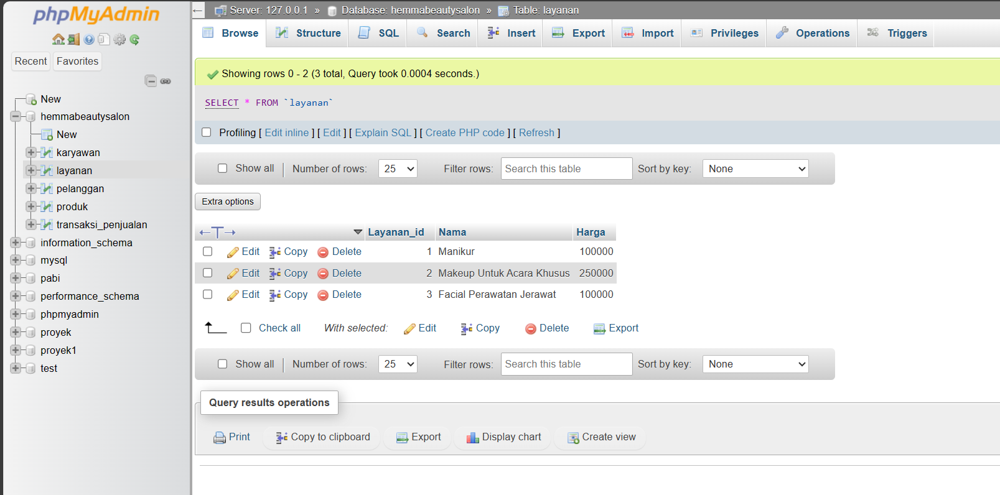 phpMyAdmin
Recent Favorites
New
hemmabeautysalon
New
karyawan
layanan
pelanggan
produk
transaksi_penjualan
information_schema
mysql
pabi
performance_schema
phpmyadmin
proyek
proyek1
test
← Server: 127.0.0.1 » Database: hemmabeautysalon » Table: layanan
Browse Structure SQL Search Insert Export Import Privileges Operations Triggers
Showing rows 0 - 2 (3 total, Query took 0.0004 seconds.)
SELECT * FROM `layanan`
Profiling [ Edit inline ] [ Edit ] [ Explain SQL ] [ Create PHP code ] [ Refresh ]
Show all Number of rows: 25 Filter rows: Search this table Sort by key: None
Extra options
←T→ Layanan_id Nama Harga
Edit Copy Delete 1 Manikur 100000
Edit Copy Delete 2 Makeup Untuk Acara Khusus 250000
Edit Copy Delete 3 Facial Perawatan Jerawat 100000
Check all With selected: Edit Copy Delete Export
Show all Number of rows: 25 Filter rows: Search this table Sort by key: None
Query results operations
Print Copy to clipboard Export Display chart Create view